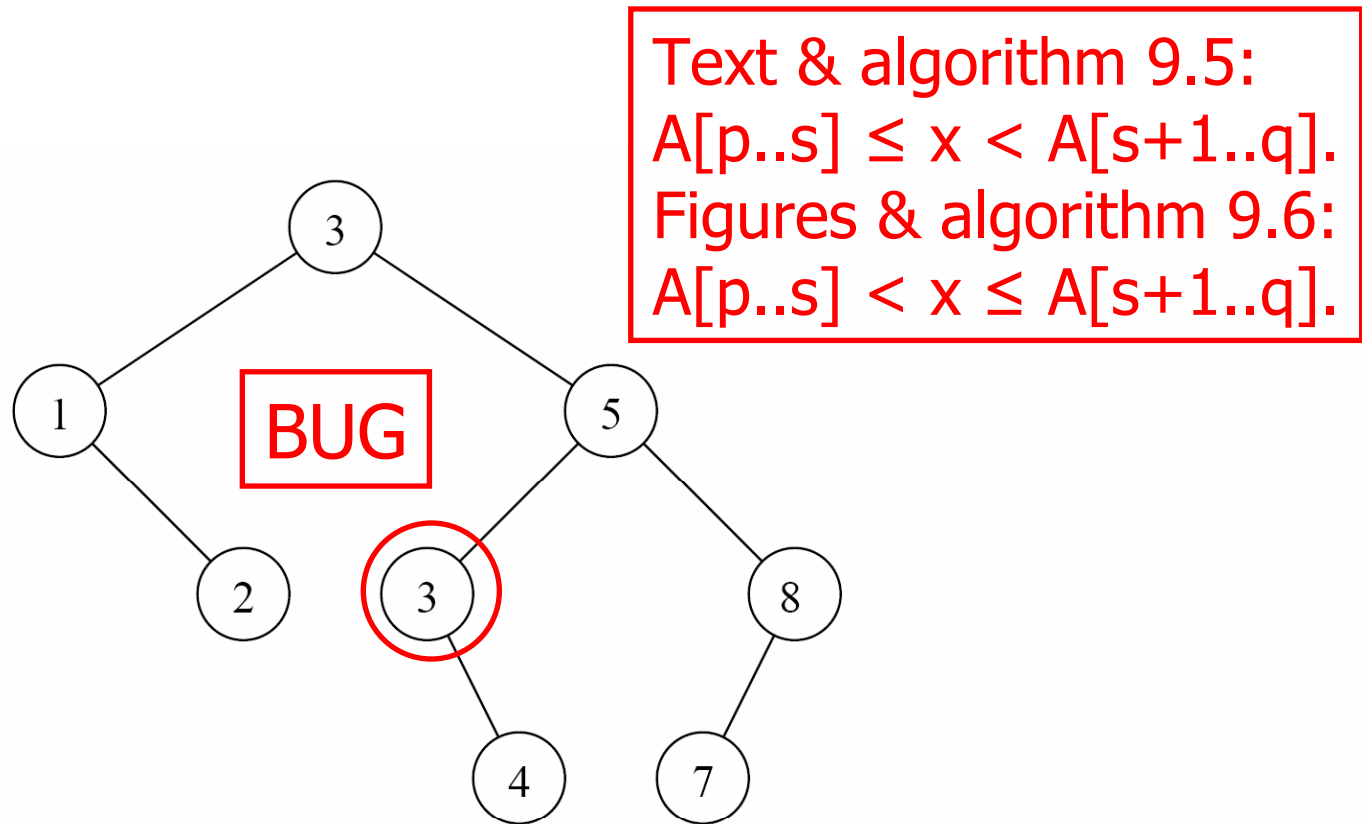 Text & algorithm 9.5:
A[p..s] ≤ x < A[s+1..q].
Figures & algorithm 9.6:
A[p..s] < x ≤ A[s+1..q].
3
1
BUG
5
2
3
8
4
7